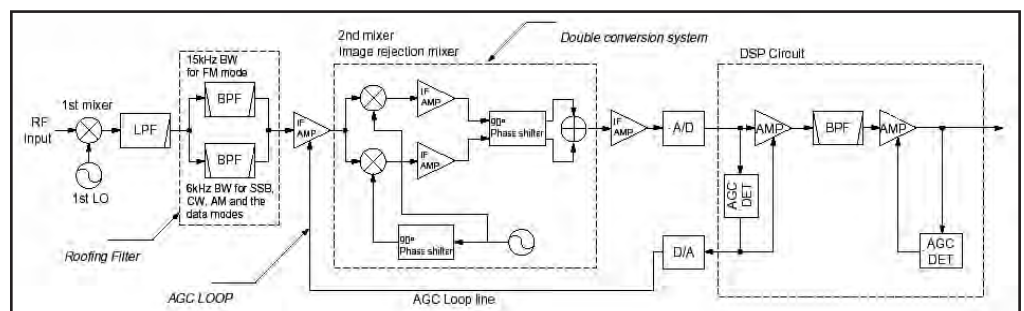 2nd mixer
Image rejection mixer
Double conversion system
DSP Circuit
15kHz BW
for FM mode
BPF
1st mixer
RF
Input
LPF
IF
AMP
IF
AMP
90°
Phase shifter
IF
AMP
A/D
AMP
BPF
AMP
BPF
IF
AMP
1st LO
6kHz BW for SSB,
CW, AM and the
data modes
AGC
DET
90°
Phase shifter
D/A
AGC
DET
Roofing Filter
AGC LOOP
AGC Loop line